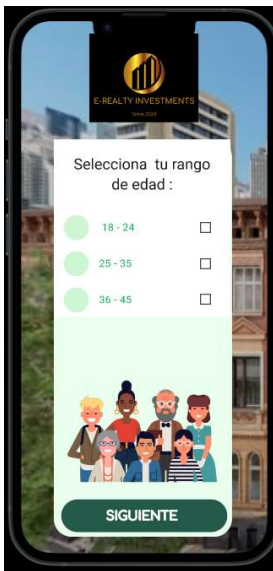 E-REALTY INVESTMENTS
Since 2024
Selecciona tu rango
de edad :
18 - 24
25 - 35
36 - 45
SIGUIENTE